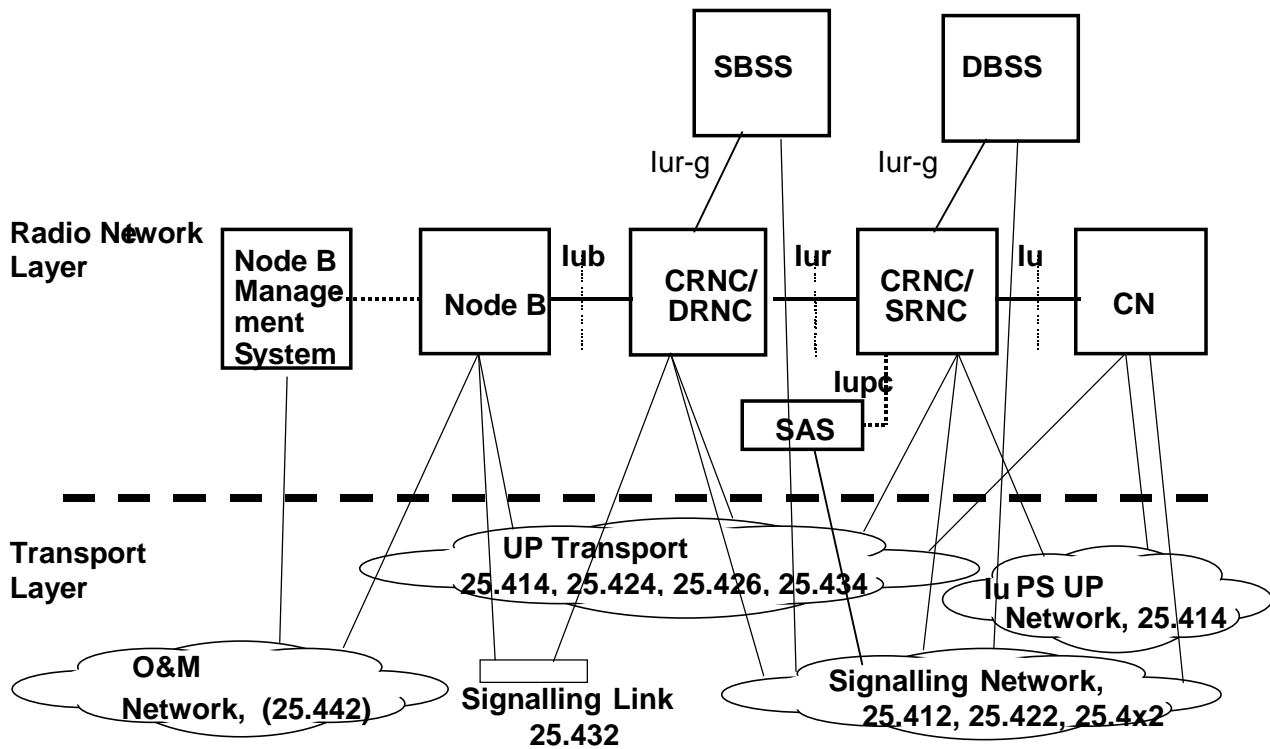 SBSS
DBSS
Iur-g
Iur-g
Radio Network
Layer
Node B
Manage
ment
System
Node B
Iub
CRNC/
DRNC
Iur
CRNC/
SRNC
Iu
CN
Iupc
SAS
Transport
Layer
UP Transport
25.414, 25.424, 25.426, 25.434
Iu PS UP
Network, 25.414
O&M
Network, (25.442)
Signalling Link
25.432
Signalling Network,
25.412, 25.422, 25.4x2